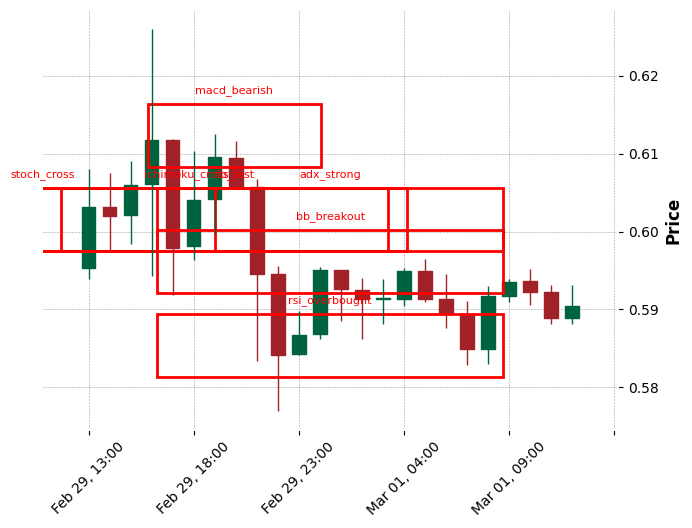 0.62
macd_bearish
0.61
stoch_cross
adx_strong
0.60
bb_breakout
0.59
rsi_overbought
0.58
Price
Feb 29, 13:00
Feb 29, 18:00
Feb 29, 23:00
Mar 01, 04:00
Mar 01, 09:00